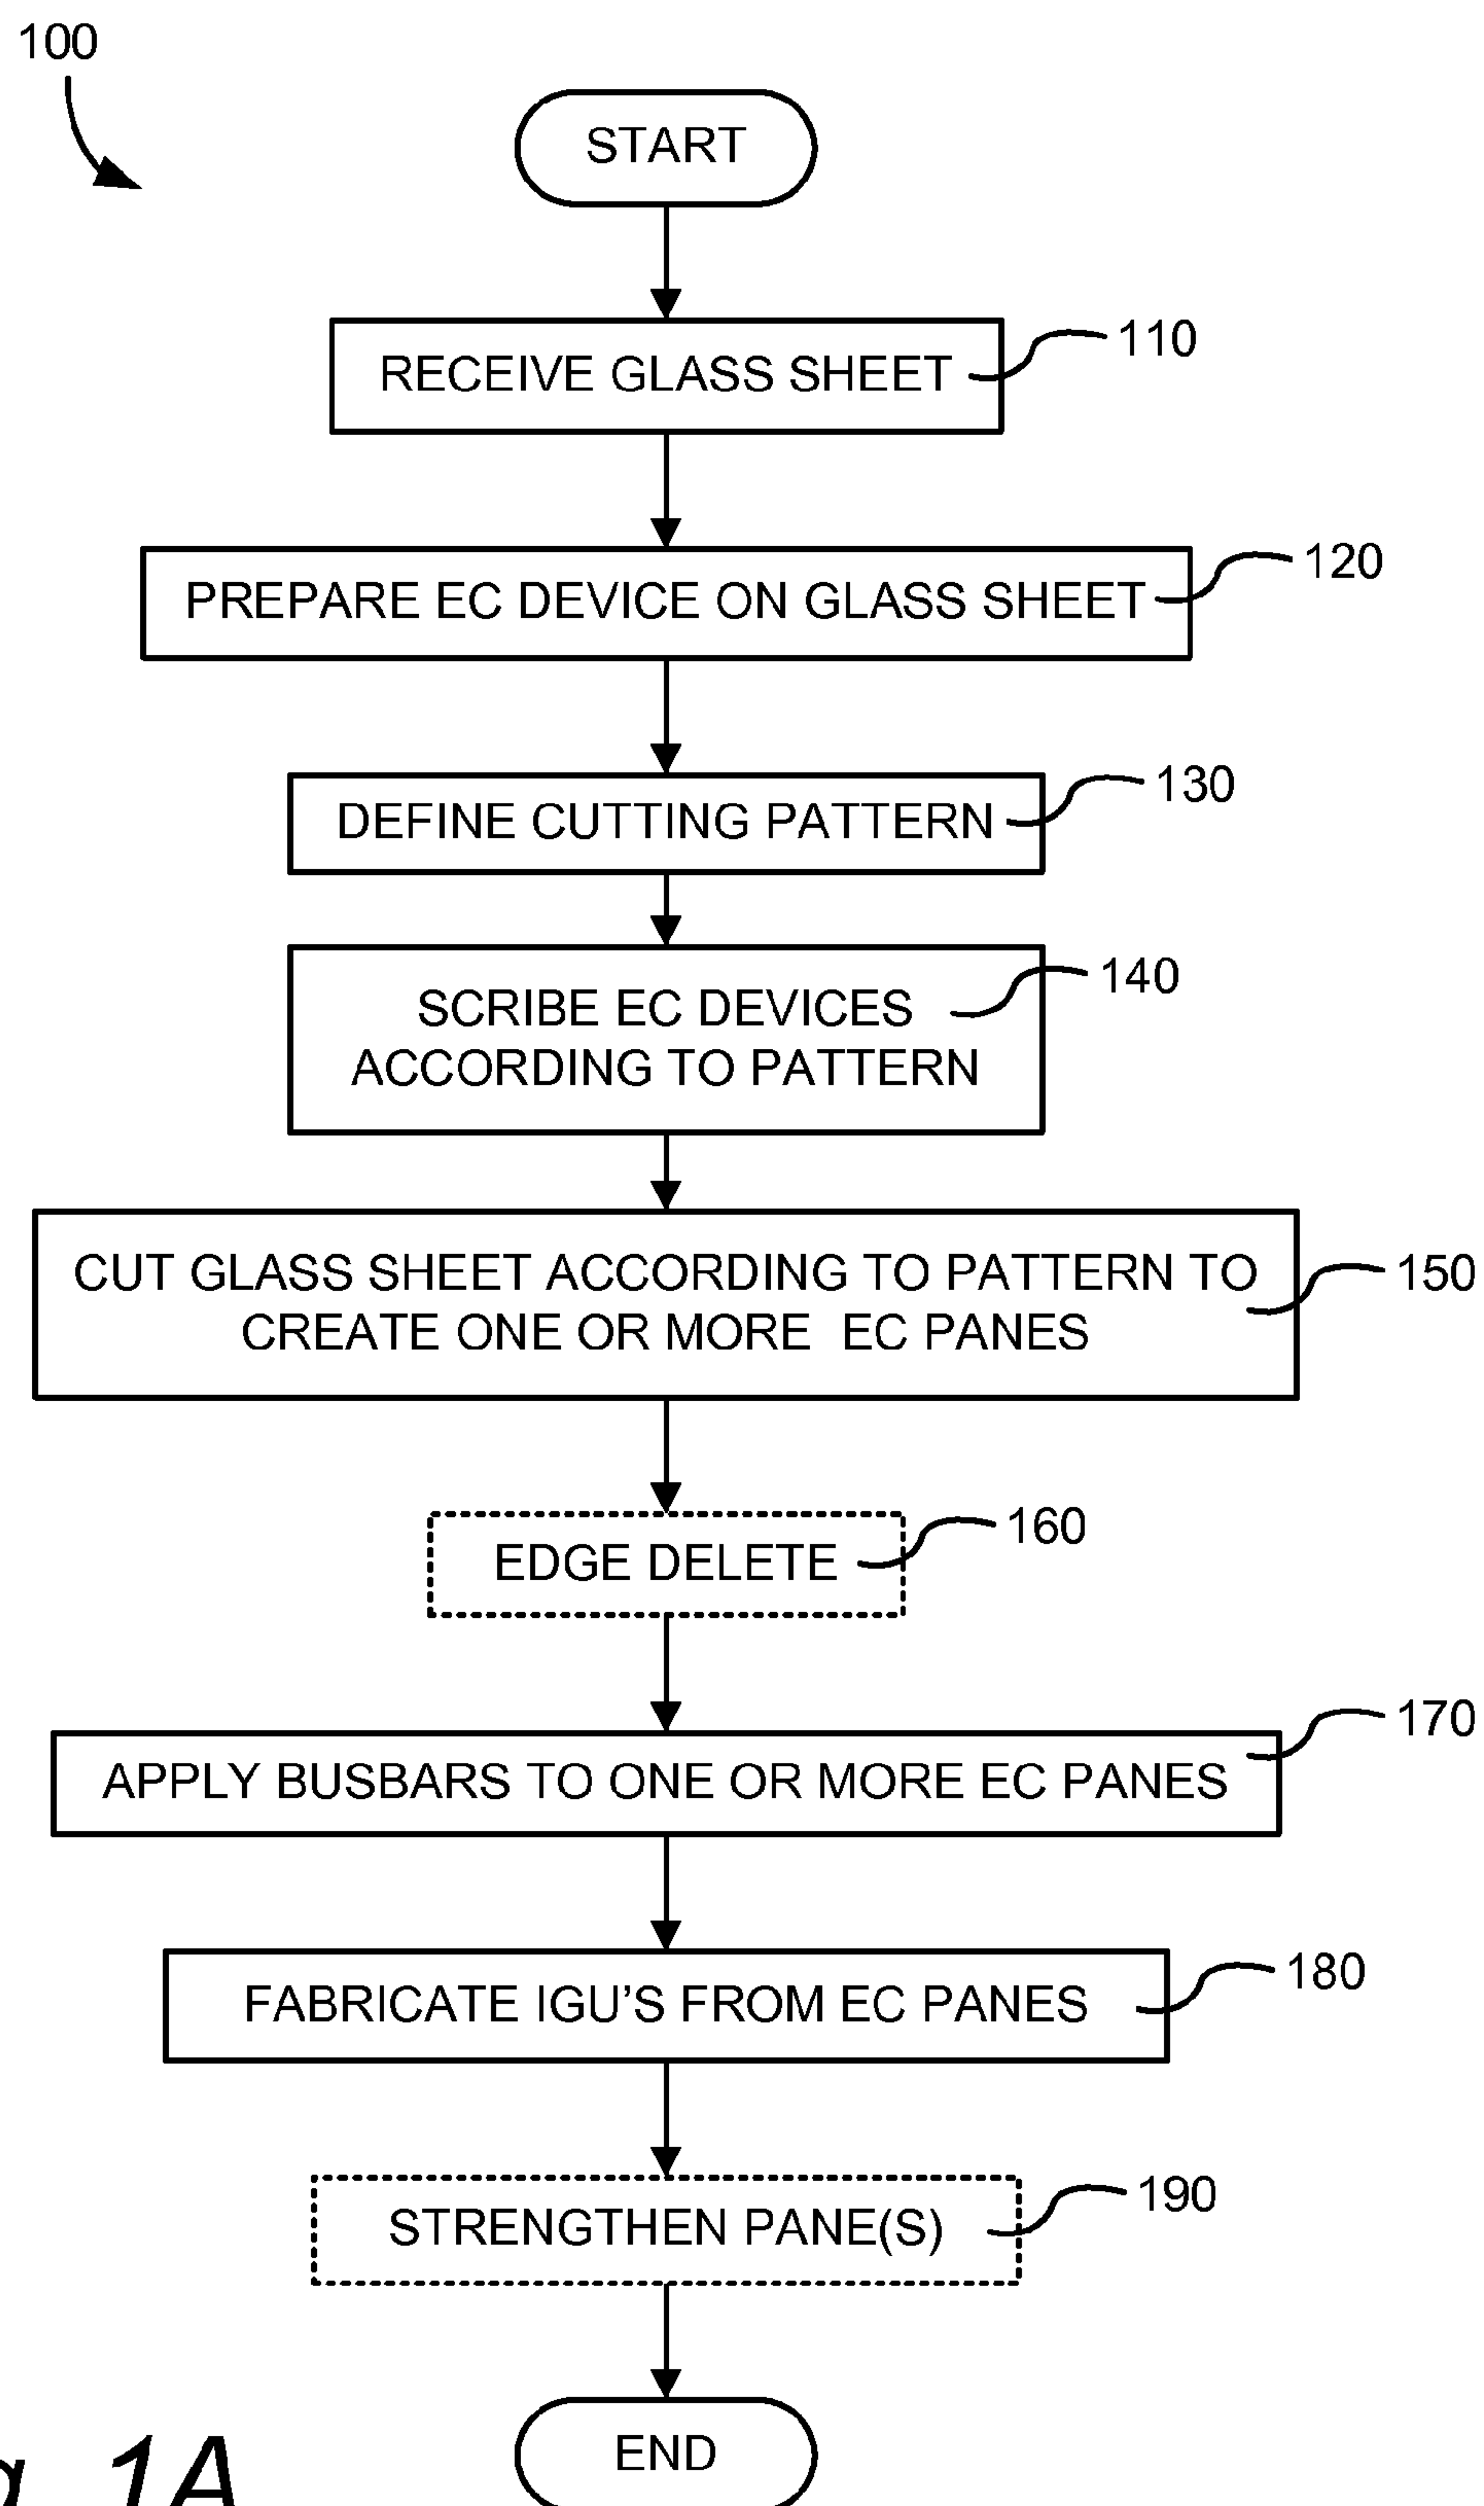 100
START
RECEIVE GLASS SHEET
110
PREPARE EC DEVICE ON GLASS SHEET
120
DEFINE CUTTING PATTERN
130
SCRIBE EC DEVICES
ACCORDING TO PATTERN
140
CUT GLASS SHEET ACCORDING TO PATTERN TO
CREATE ONE OR MORE EC PANES
150
EDGE DELETE
160
APPLY BUSBARS TO ONE OR MORE EC PANES
170
FABRICATE IGU'S FROM EC PANES
180
STRENGTHEN PANE(S)
190
END
1A